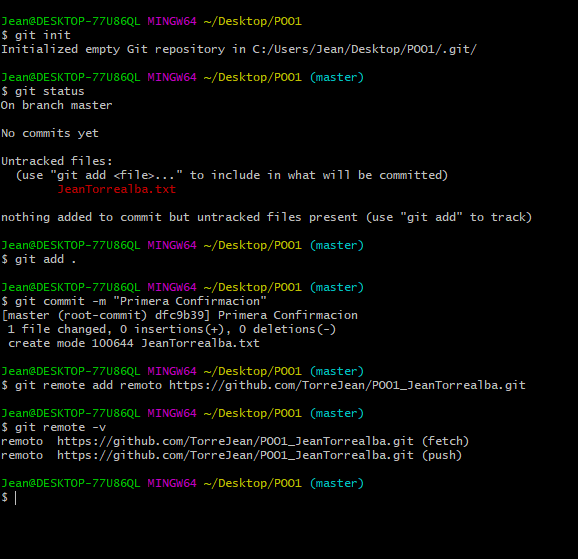 Jean@DESKTOP-77U86QL MINGW64 ~/Desktop/POO1
$ git init
Initialized empty Git repository in C:/Users/Jean/Desktop/POO1/.git/
Jean@DESKTOP-77U86QL MINGW64 ~/Desktop/POO1 (master)
$ git status
On branch master
No commits yet
Untracked files:
(use "git add <file>..." to include in what will be committed)
JeanTorrealba.txt
nothing added to commit but untracked files present (use "git add" to track)
Jean@DESKTOP-77U86QL MINGW64 ~/Desktop/POO1 (master)
$ git add .
Jean@DESKTOP-77U86QL MINGW64 ~/Desktop/POO1 (master)
$ git commit -m "Primera Confirmacion"
[master (root-commit) dfc9b39] Primera Confirmacion
1 file changed, 0 insertions(+), 0 deletions(-)
create mode 100644 JeanTorrealba.txt
Jean@DESKTOP-77U86QL MINGW64 ~/Desktop/POO1 (master)
$ git remote add remoto https://github.com/TorreJean/POO1_JeanTorrealba.git
Jean@DESKTOP-77U86QL MINGW64 ~/Desktop/POO1 (master)
$ git remote -v
remoto  https://github.com/TorreJean/POO1_JeanTorrealba.git (fetch)
remoto  https://github.com/TorreJean/POO1_JeanTorrealba.git (push)
Jean@DESKTOP-77U86QL MINGW64 ~/Desktop/POO1 (master)
$